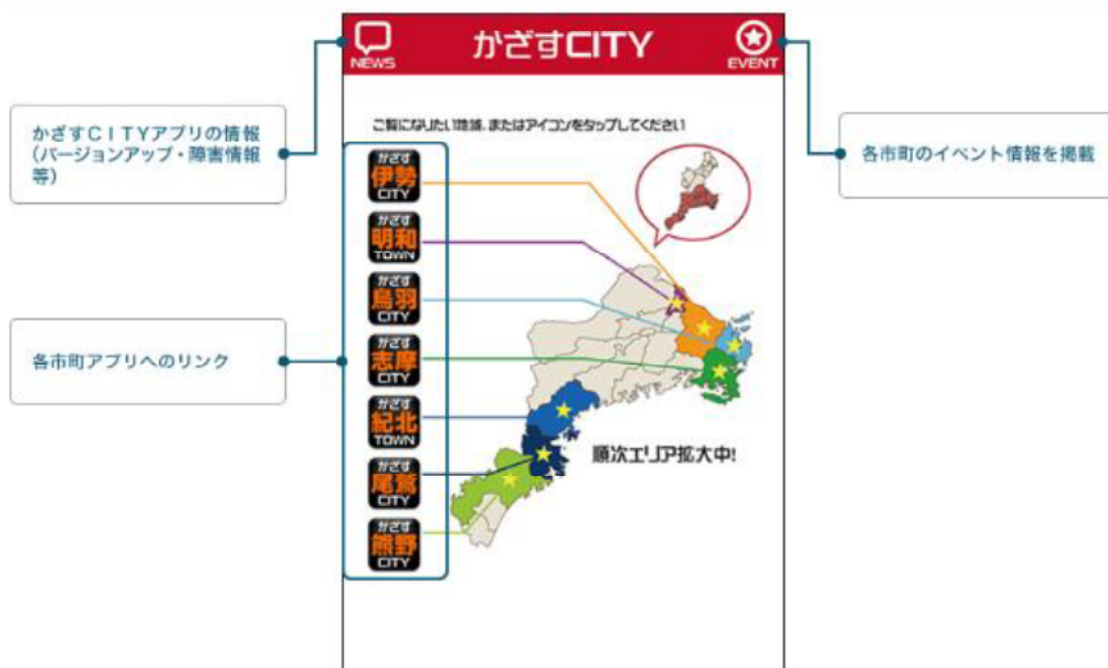 NEWS
かざすCITY
EVENT
かざすCITYアプリの情報
(バージョンアップ・障害情報
等)
ご覧になりたい地域、またはアイコンをタップしてください
各市町のイベント情報を掲載
かざす
伊勢
CITY
かざす
明和
TOWN
かざす
鳥羽
CITY
各市町アプリへのリンク
かざす
志摩
CITY
かざす
紀北
TOWN
順次エリア拡大中!
かざす
尾鷲
CITY
かざす
熊野
CITY